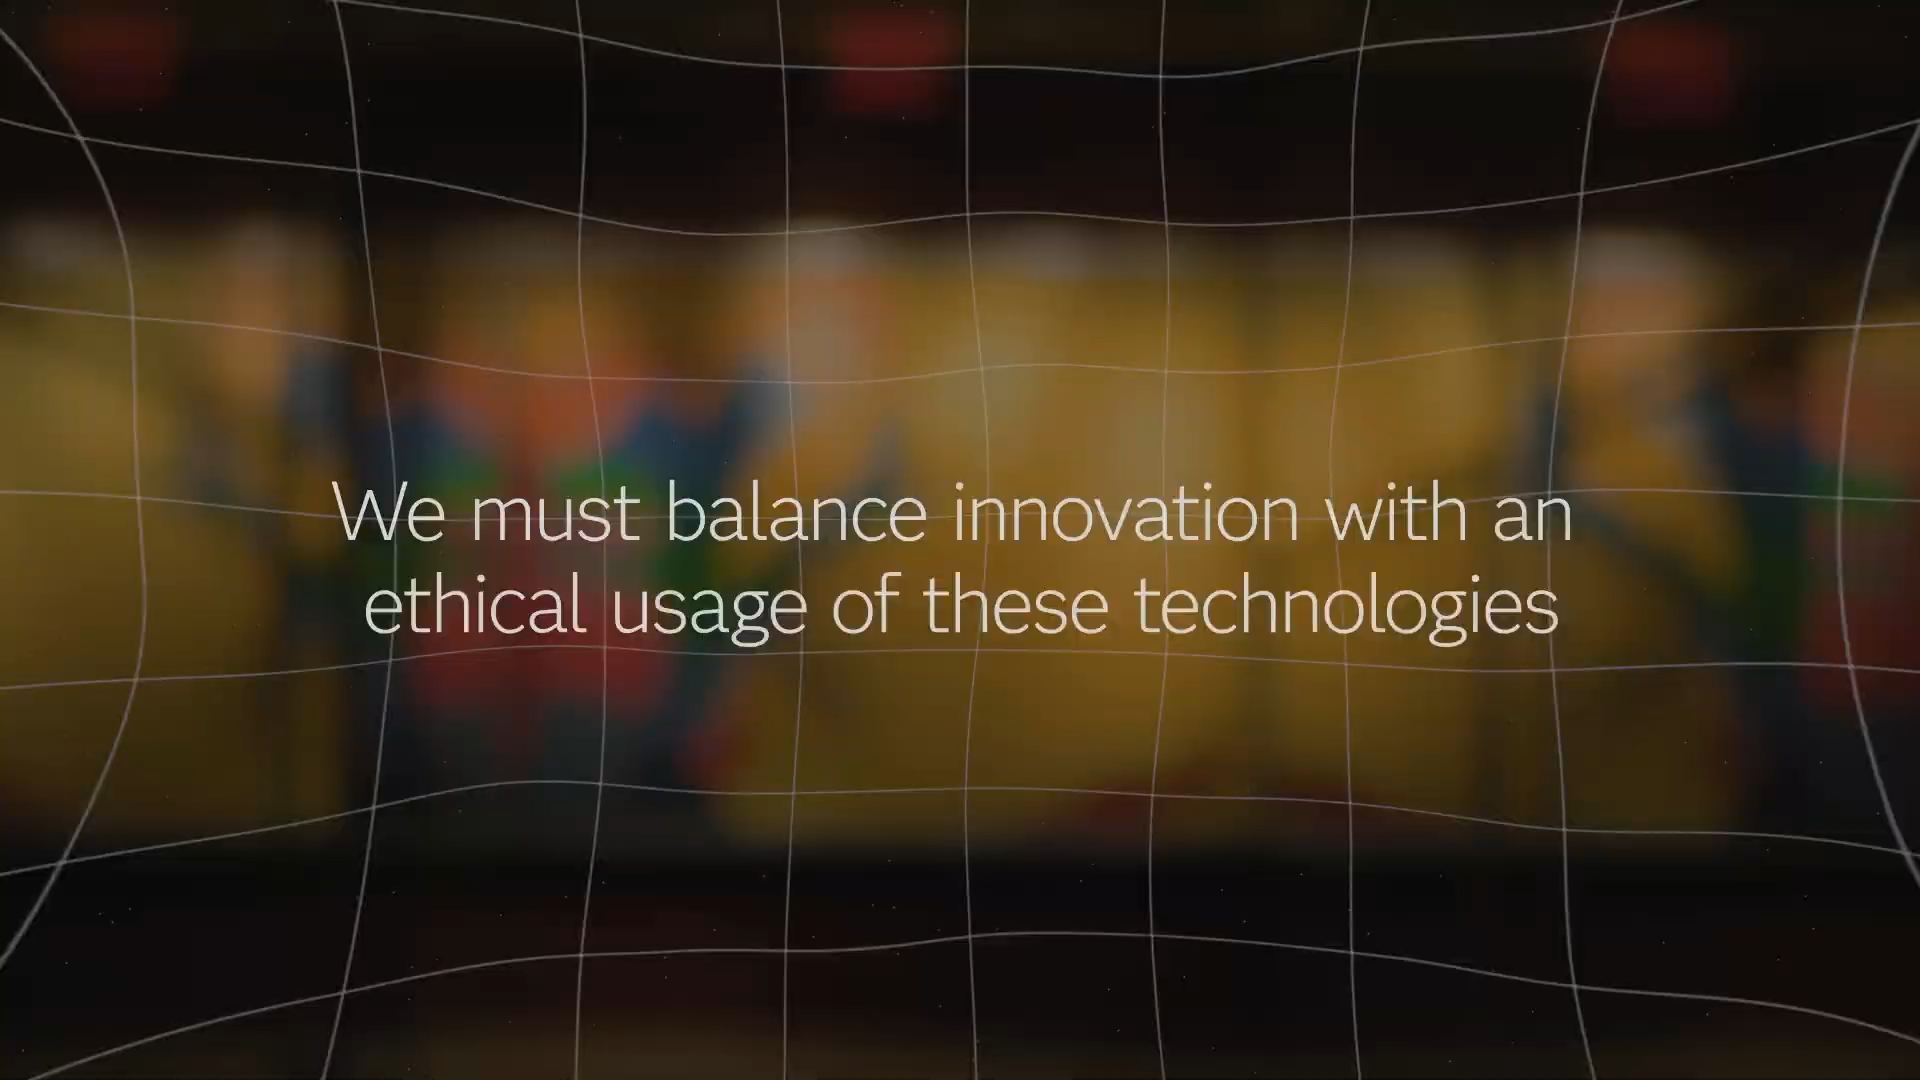 We must balance innovation with an
ethical usage of these technologies